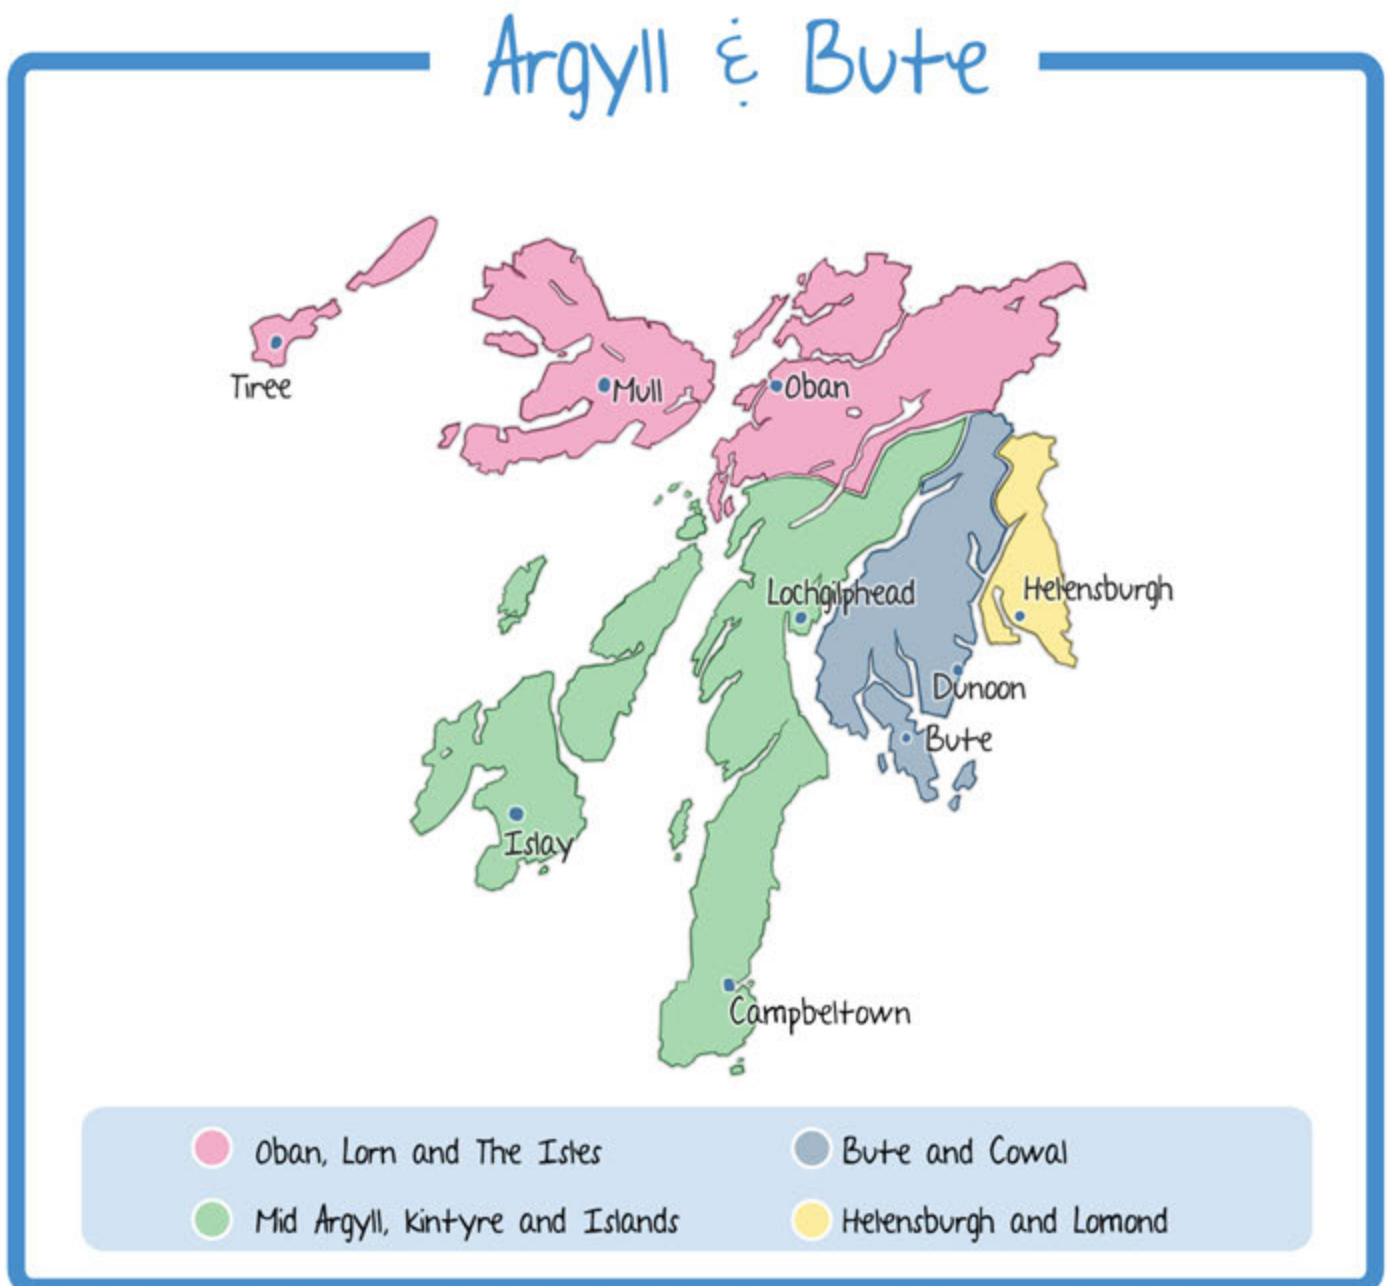 Argyll & Bute
Tiree
Mull
Oban
Lochgilphead
Helensburgh
Dunoon
Bute
Islay
Campbeltown
Oban, Lorn and The Isles
Bute and Cowal
Mid Argyll, Kintyre and Islands
Helensburgh and Lomond